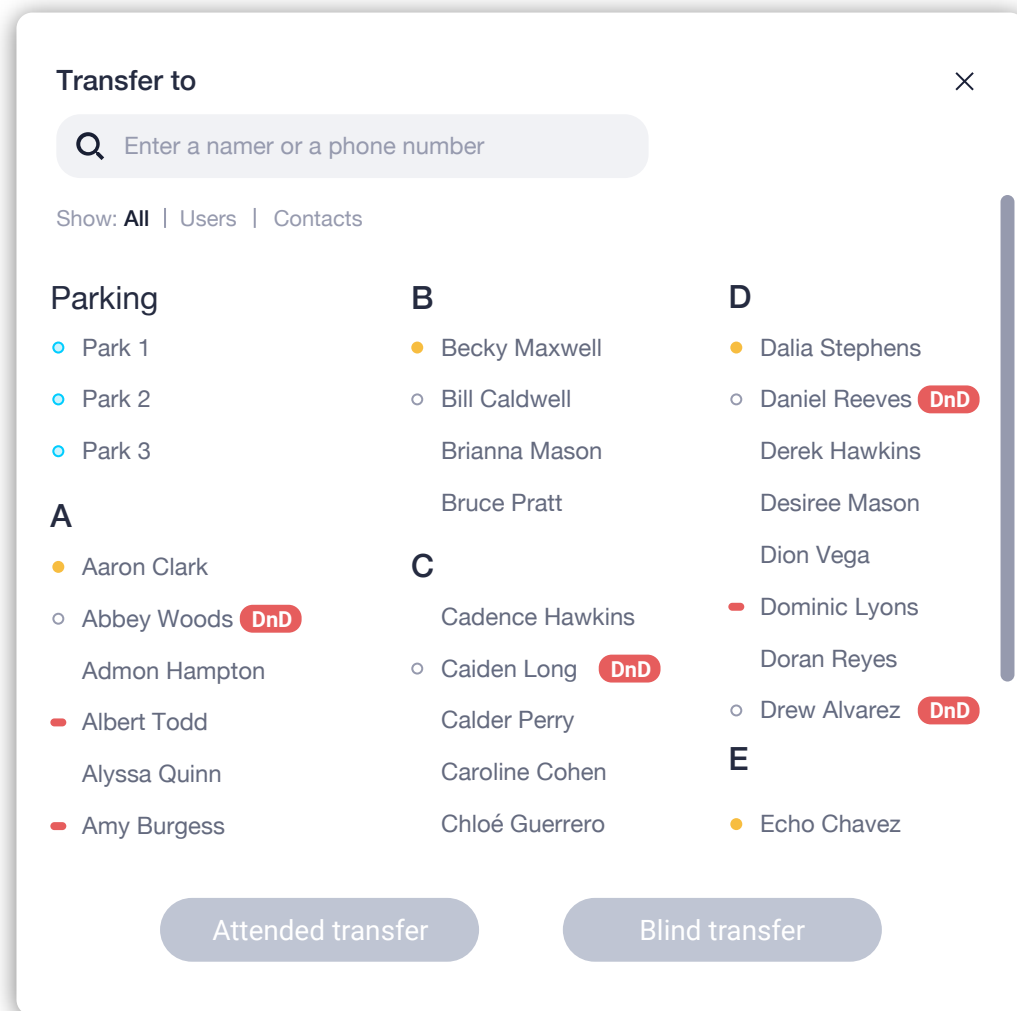 Transfer to
Enter a namer or a phone number
Show: All | Users | Contacts
Parking
Park 1
Park 2
Park 3
A
Aaron Clark
Abbey Woods DnD
Admon Hampton
Albert Todd
Alyssa Quinn
Amy Burgess
B
Becky Maxwell
Bill Caldwell
Brianna Mason
Bruce Pratt
C
Cadence Hawkins
Caiden Long DnD
Calder Perry
Caroline Cohen
Chloé Guerrero
D
Dalia Stephens
Daniel Reeves DnD
Derek Hawkins
Desiree Mason
Dion Vega
Dominic Lyons
Doran Reyes
Drew Alvarez DnD
E
Echo Chavez
Attended transfer
Blind transfer